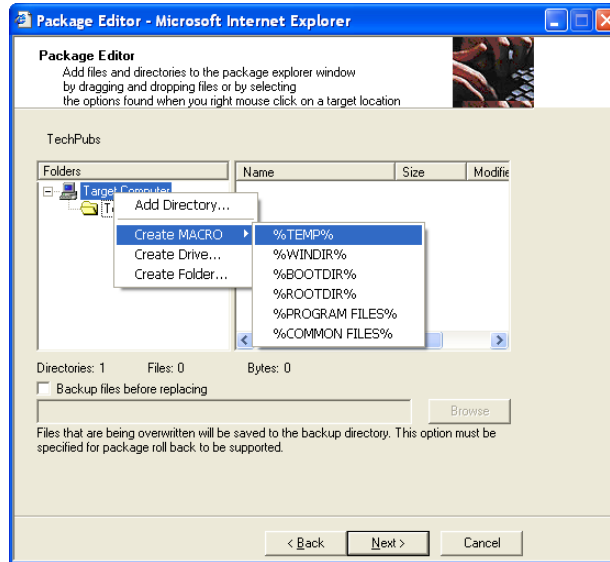 Package Editor - Microsoft Internet Explorer
Package Editor
Add files and directories to the package explorer window
by dragging and dropping files or by selecting
the options found when you right mouse click on a target location
TechPubs
Folders
Name Size Modifie
Target Computer
Add Directory...
Create MACRO
Create Drive...
Create Folder...
%TEMP%
%WINDIR%
%BOOTDIR%
%ROOTDIR%
%PROGRAM FILES%
%COMMON FILES%
Directories: 1 Files: 0 Bytes: 0
Backup files before replacing
Browse
Files that are being overwritten will be saved to the backup directory. This option must be
specified for package roll back to be supported.
< Back Next > Cancel